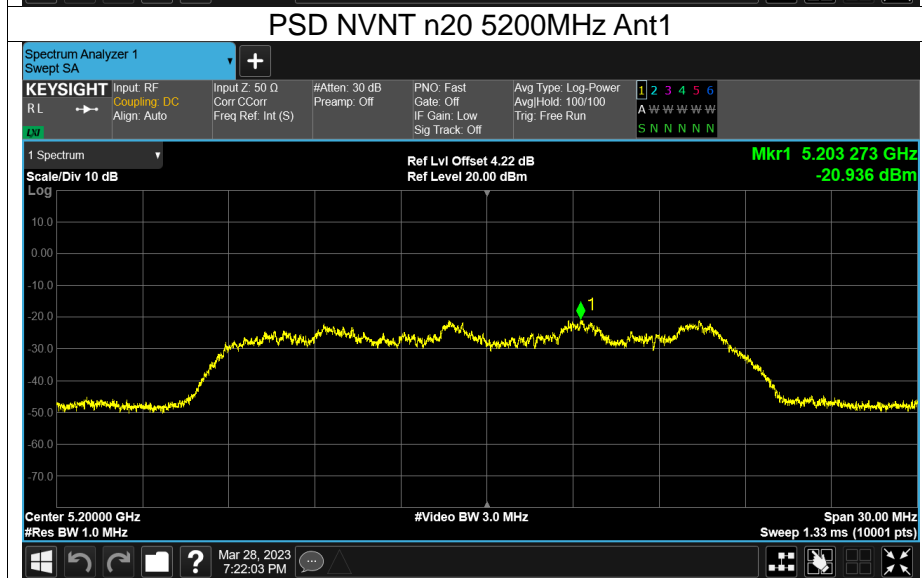 PSD NVNT n20 5200MHz Ant1
Spectrum Analyzer 1
Swept SA
+
KEYSIGHT
RL
LXI
Input: RF
Coupling: DC
Align: Auto
Input Z: 50 Ω
Corr CCorr
Freq Ref: Int (S)
#Atten: 30 dB
Preamp: Off
PNO: Fast
Gate: Off
IF Gain: Low
Sig Track: Off
Avg Type: Log-Power
Avg|Hold: 100/100
Trig: Free Run
1 2 3 4 5 6
A W W W W W
S N N N N N
1 Spectrum
Scale/Div 10 dB
Log
Ref Lvl Offset 4.22 dB
Ref Level 20.00 dBm
Mkr1 5.203 273 GHz
-20.936 dBm
10.0
0.00
-10.0
-20.0
-30.0
-40.0
-50.0
-60.0
-70.0
1
Center 5.20000 GHz
#Res BW 1.0 MHz
#Video BW 3.0 MHz
Span 30.00 MHz
Sweep 1.33 ms (10001 pts)
?
Mar 28, 2023
7:22:03 PM